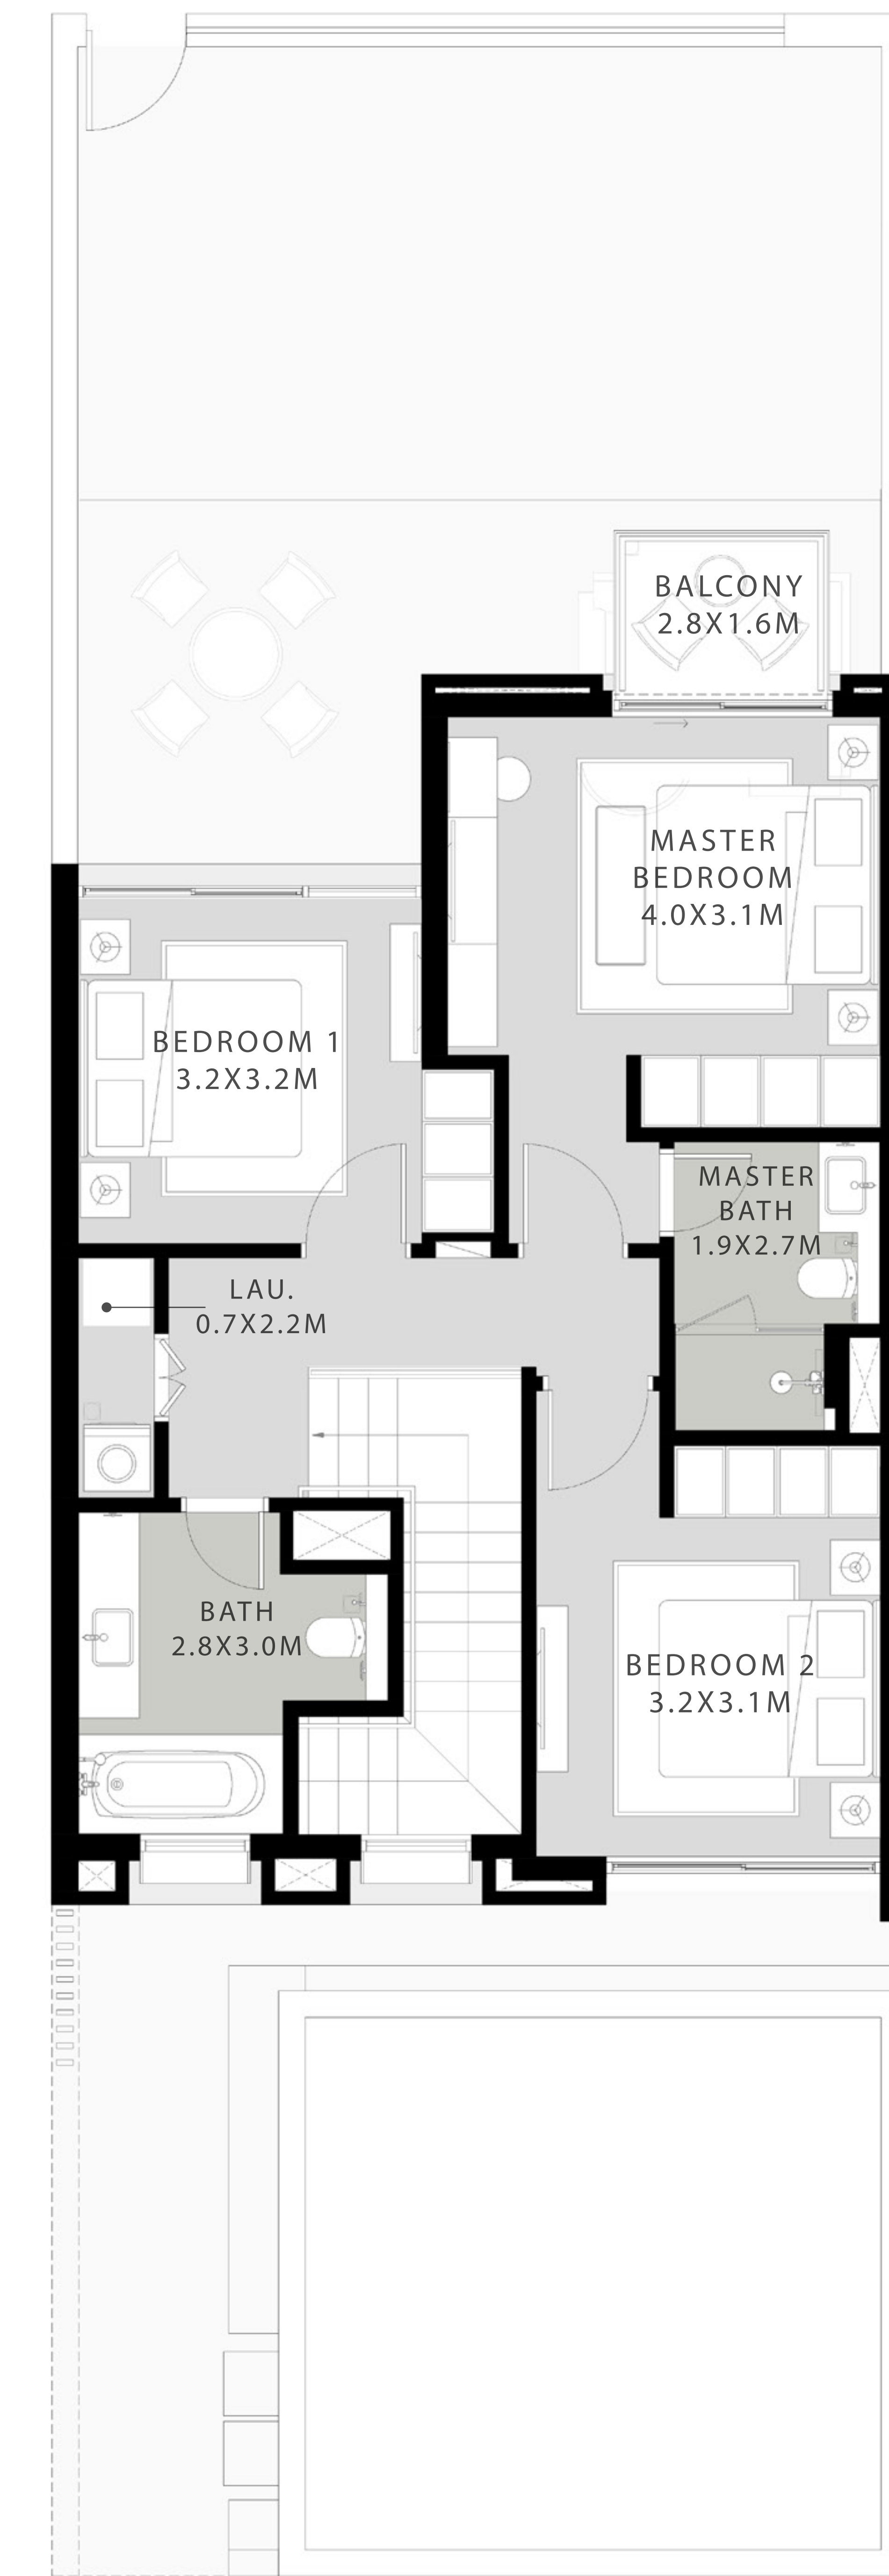 BALCONY
2.8X1.6M
MASTER
BEDROOM
4.0X3.1M
BEDROOM 1
3.2X3.2M
MASTER
BATH
1.9X2.7M
LAU.
0.7X2.2M
BATH
2.8X3.0M
BEDROOM 2
3.2X3.1M